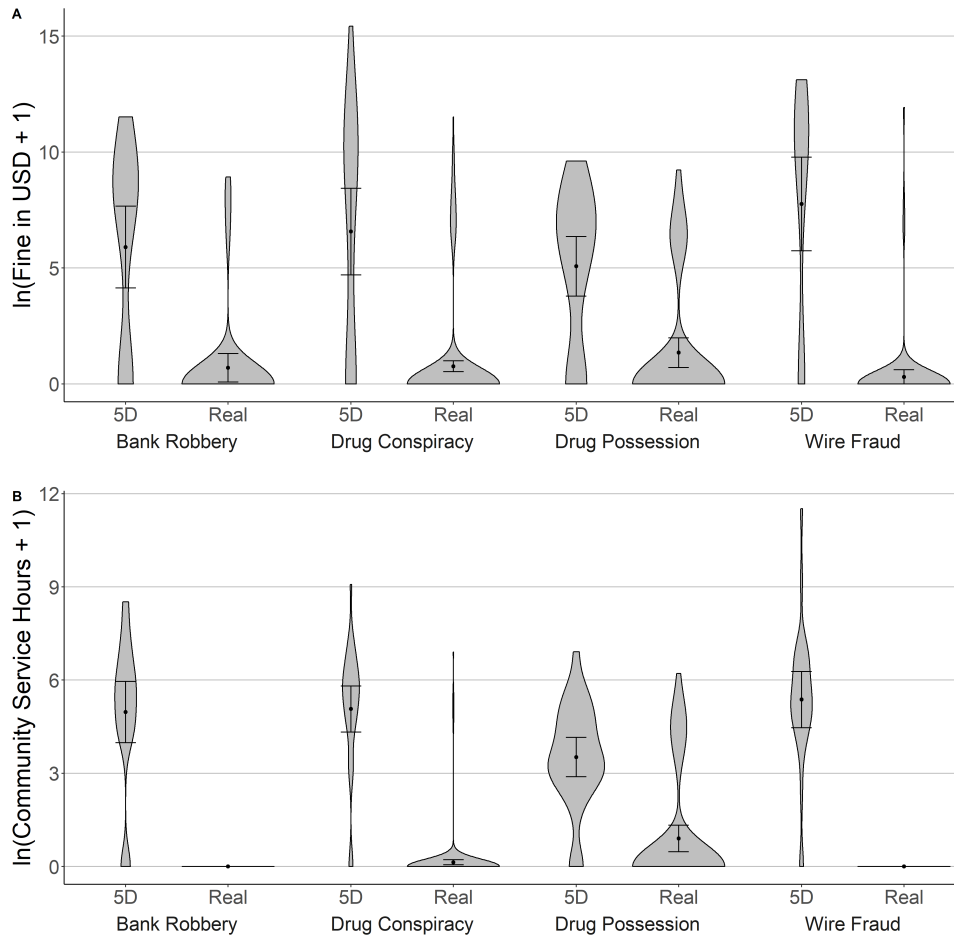 A
ln(Fine in USD + 1)
15
10
5
0
5D Real 5D Real 5D Real 5D Real
Bank Robbery Drug Conspiracy Drug Possession Wire Fraud
B
ln(Community Service Hours + 1)
12
9
6
3
0
5D Real 5D Real 5D Real 5D Real
Bank Robbery Drug Conspiracy Drug Possession Wire Fraud